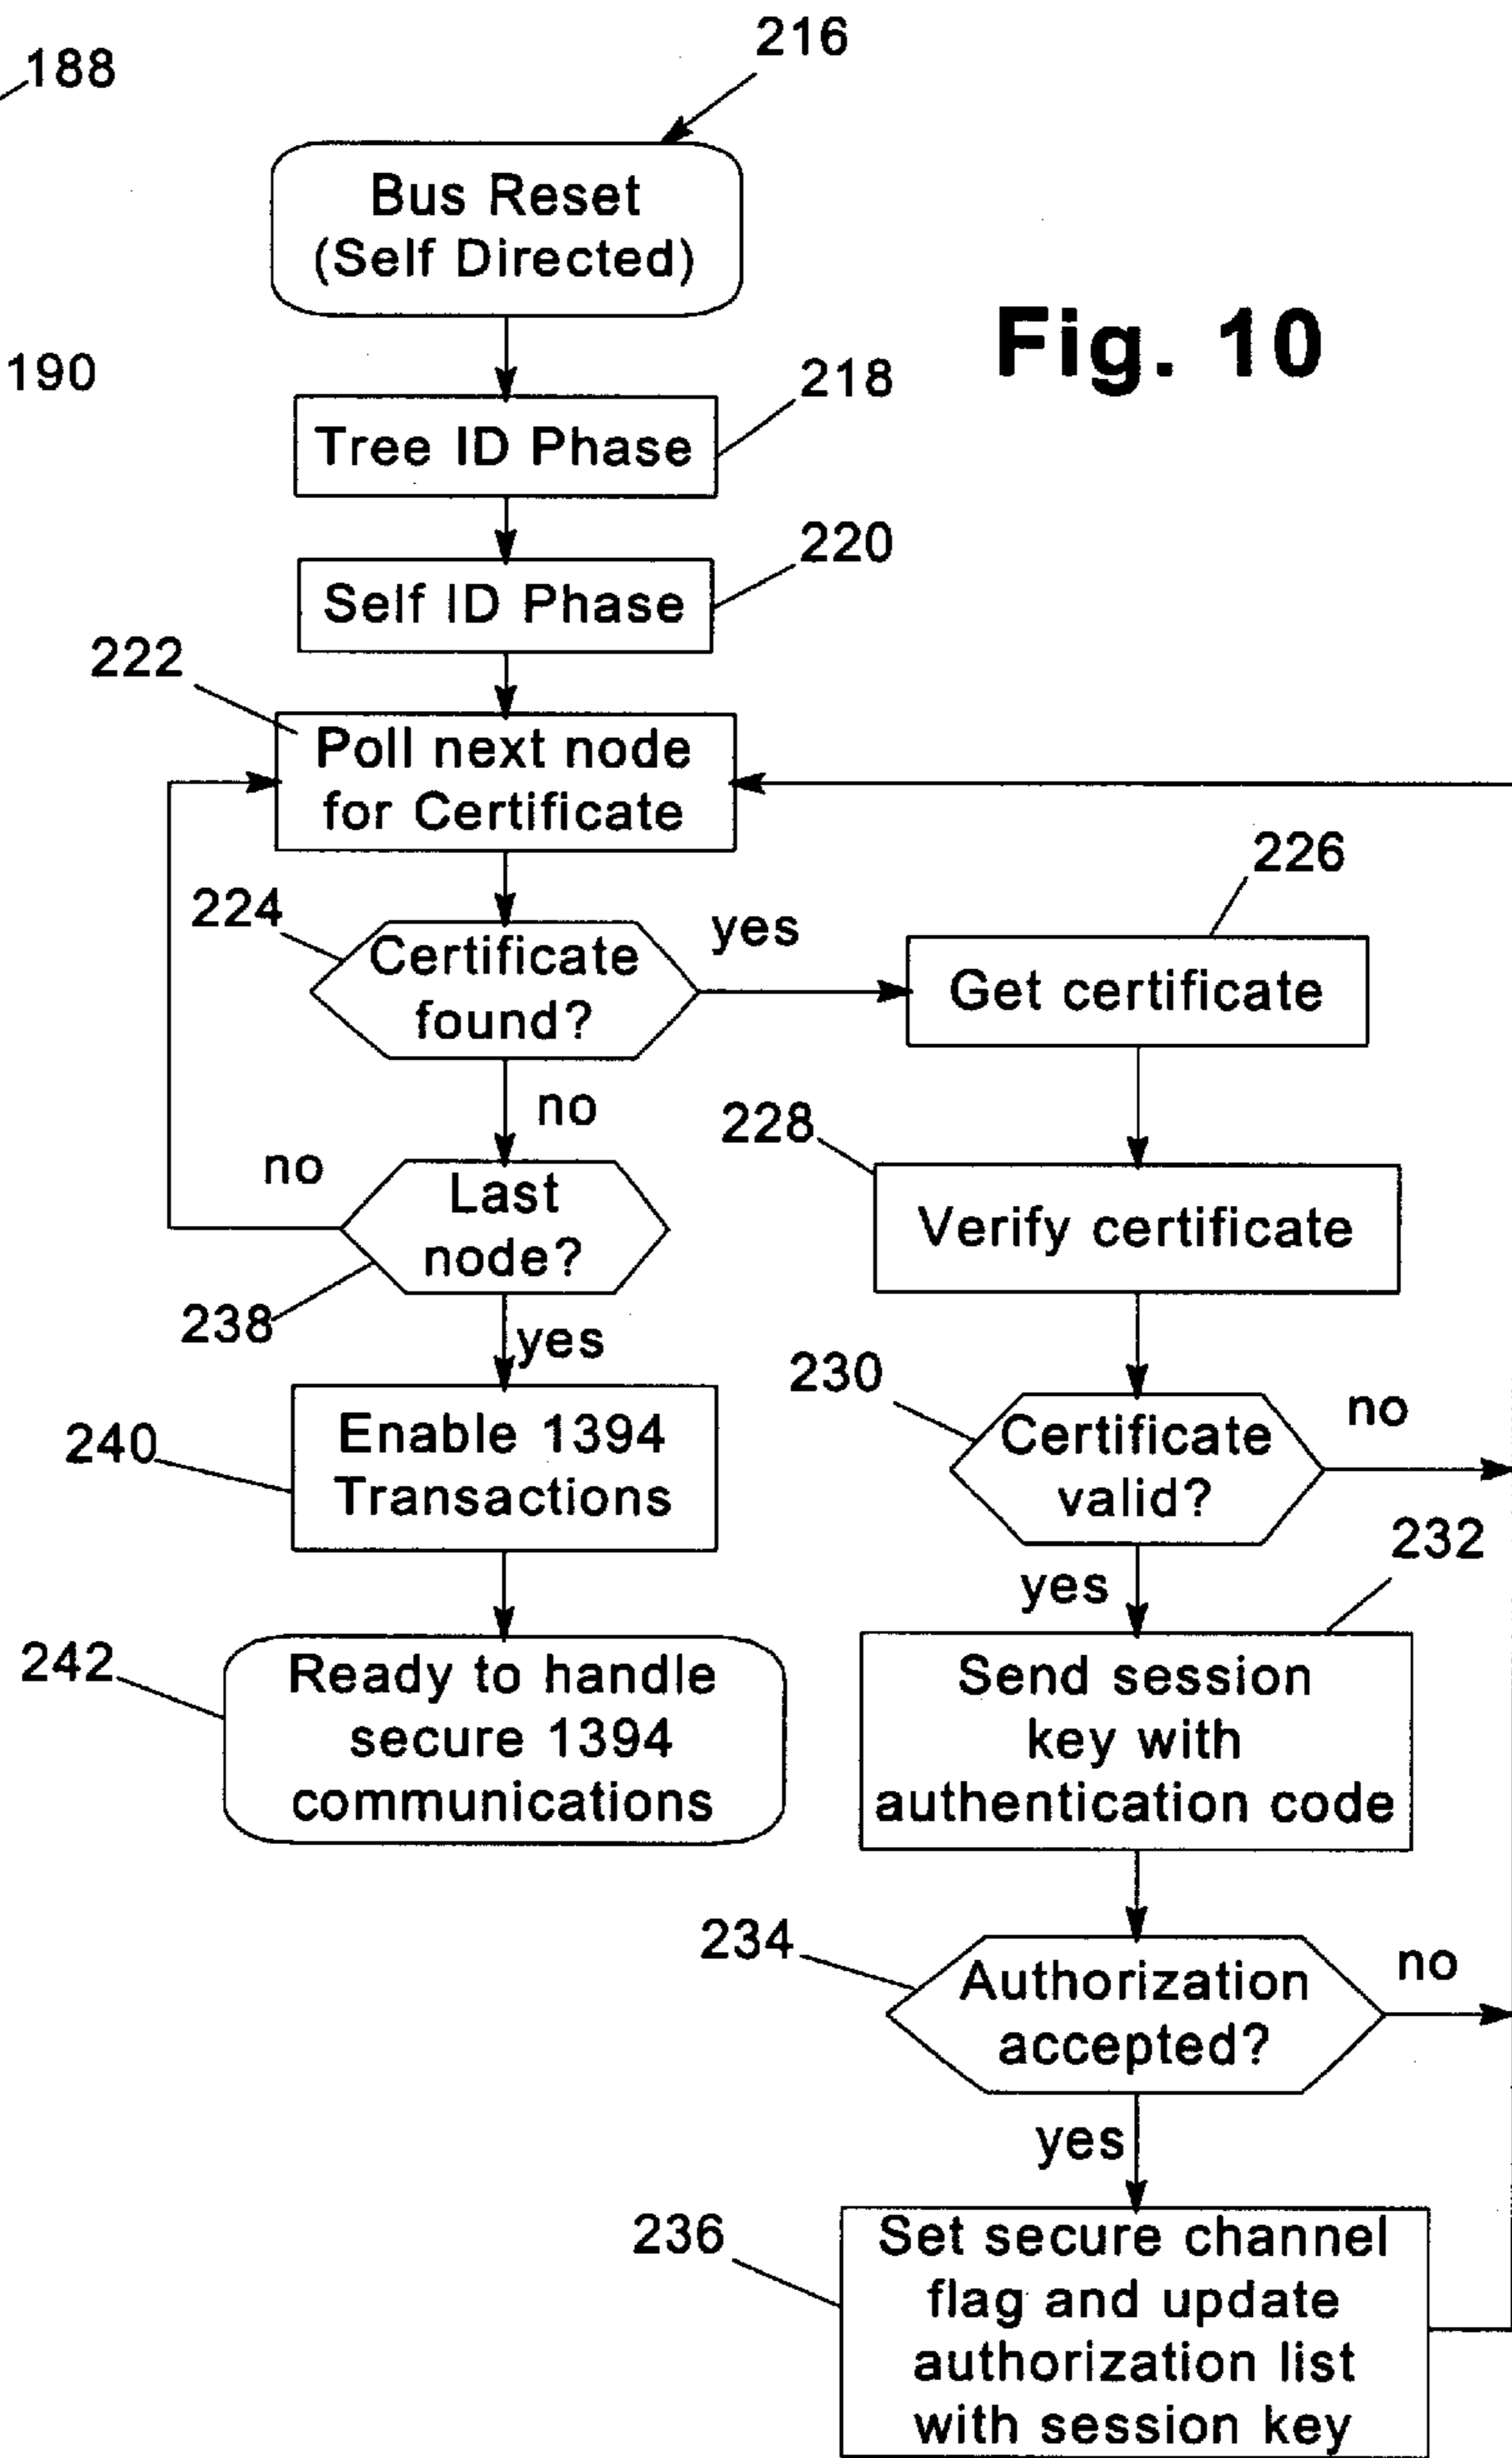 216
188
Bus Reset
(Self Directed)
Fig. 10
190
218
Tree ID Phase
220
Self ID Phase
222
Poll next node
for Certificate
226
224
Certificate
found?
yes
Get certificate
no
228
no
Last
node?
Verify certificate
238
yes
230
Certificate
valid?
no
240
Enable 1394
Transactions
232
yes
242
Ready to handle
secure 1394
communications
Send session
key with
authentication code
234
Authorization
accepted?
no
yes
236
Set secure channel
flag and update
authorization list
with session key